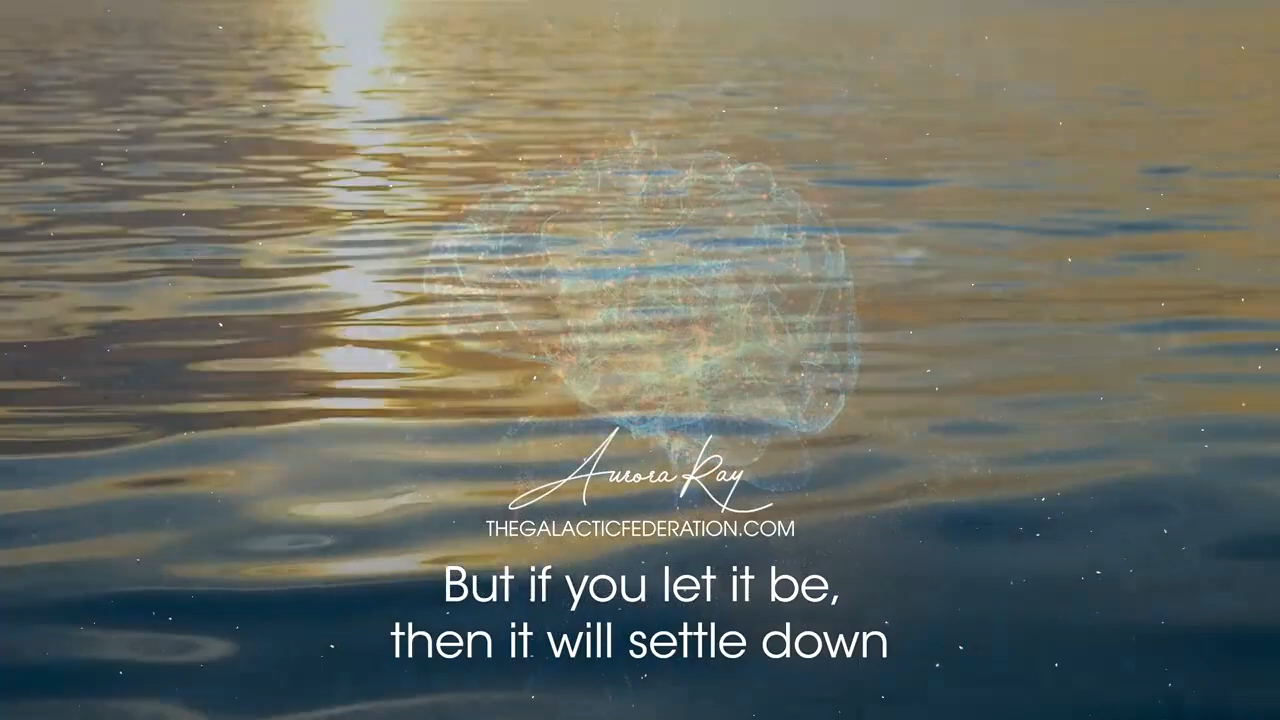 Aurora Ray
THEGALACTICFEDERATION.COM
But if you let it be,
then it will settle down